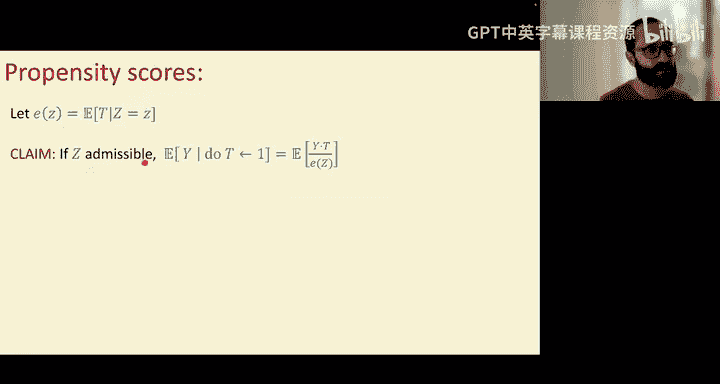 GPT中英字幕课程资源 bilibili
Propensity scores:
Let e(z) = 𝔼[T|Z = z]
CLAIM: If Z admissible, 𝔼[ Y | do T ← 1] = 𝔼[Y·T / e(Z)]